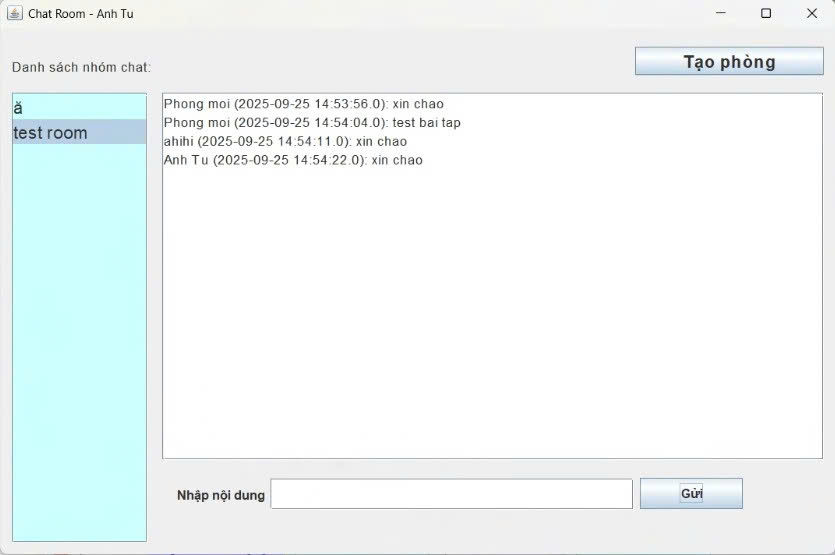 Chat Room - Anh Tu
Danh sách nhóm chat:
Tạo phòng
ă
test room
Phong moi (2025-09-25 14:53:56.0): xin chao
Phong moi (2025-09-25 14:54:04.0): test bai tap
ahihi (2025-09-25 14:54:11.0): xin chao
Anh Tu (2025-09-25 14:54:22.0): xin chao
Nhập nội dung
Gửi